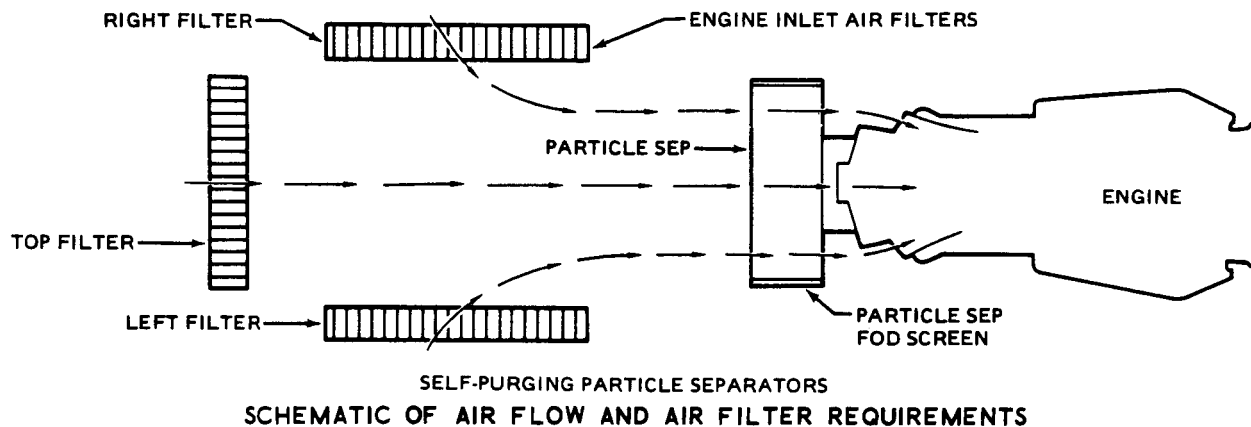 RIGHT FILTER
ENGINE INLET AIR FILTERS
PARTICLE SEP
ENGINE
TOP FILTER
LEFT FILTER
PARTICLE SEP
FOD SCREEN
SELF-PURGING PARTICLE SEPARATORS
SCHEMATIC OF AIR FLOW AND AIR FILTER REQUIREMENTS